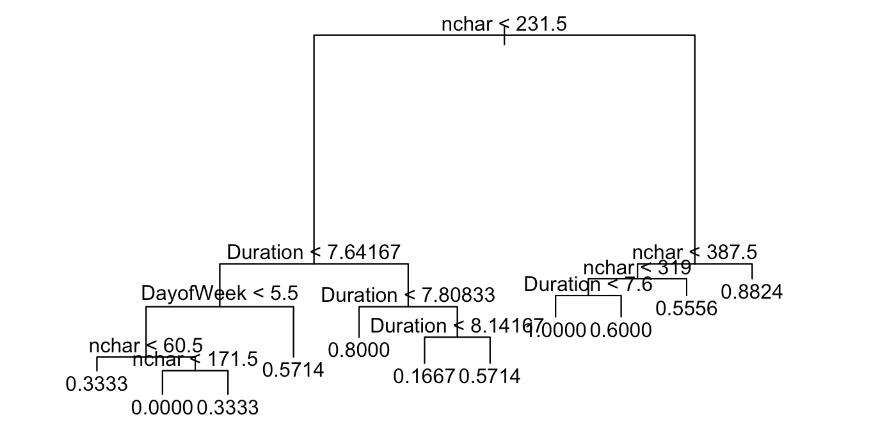 nchar < 231.5
Duration < 7.64167
nchar < 387.5
nchar < 319
Duration < 7.6
DayofWeek < 5.5
Duration < 7.80833
0.8824
0.5556
Duration < 8.14167
1.0000
0.6000
nchar < 60.5
0.8000
nchar < 171.5
0.5714
0.3333
0.1667
0.5714
0.0000
0.3333